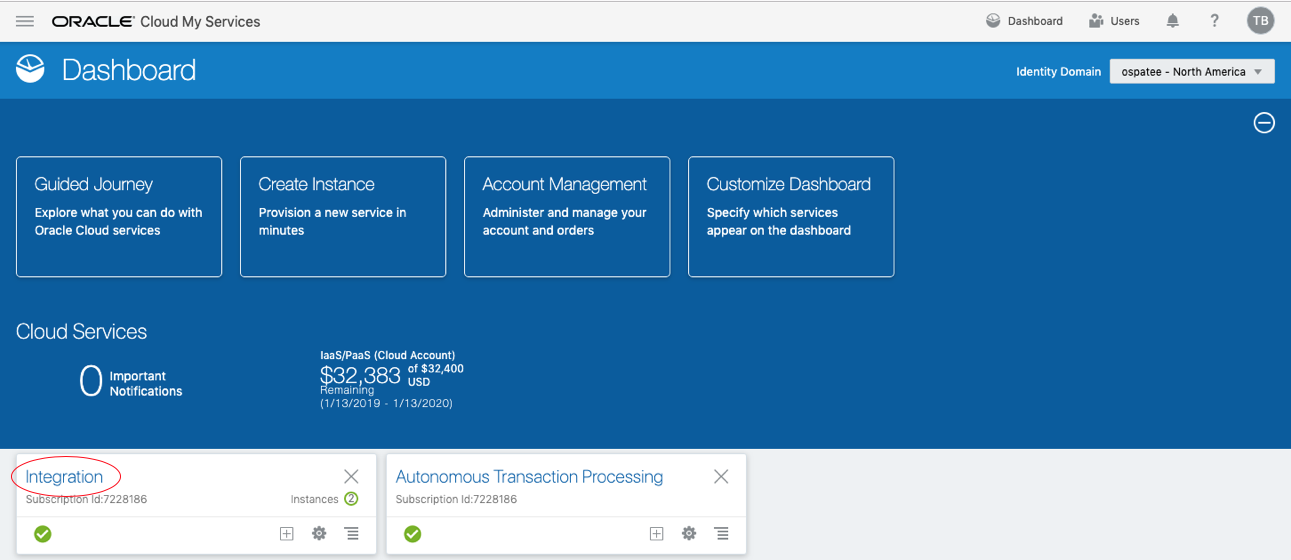 ORACLE® Cloud My Services
Dashboard
Users
?
TB
Dashboard
Identity Domain
ospatee - North America
Guided Journey
Explore what you can do with
Oracle Cloud services
Create Instance
Provision a new service in
minutes
Account Management
Administer and manage your
account and orders
Customize Dashboard
Specify which services
appear on the dashboard
Cloud Services
0 Important
Notifications
IaaS/PaaS (Cloud Account)
$32,383 of $32,400
USD
Remaining
(1/13/2019 - 1/13/2020)
Integration
Subscription Id:7228186
Instances 2
Autonomous Transaction Processing
Subscription Id:7228186